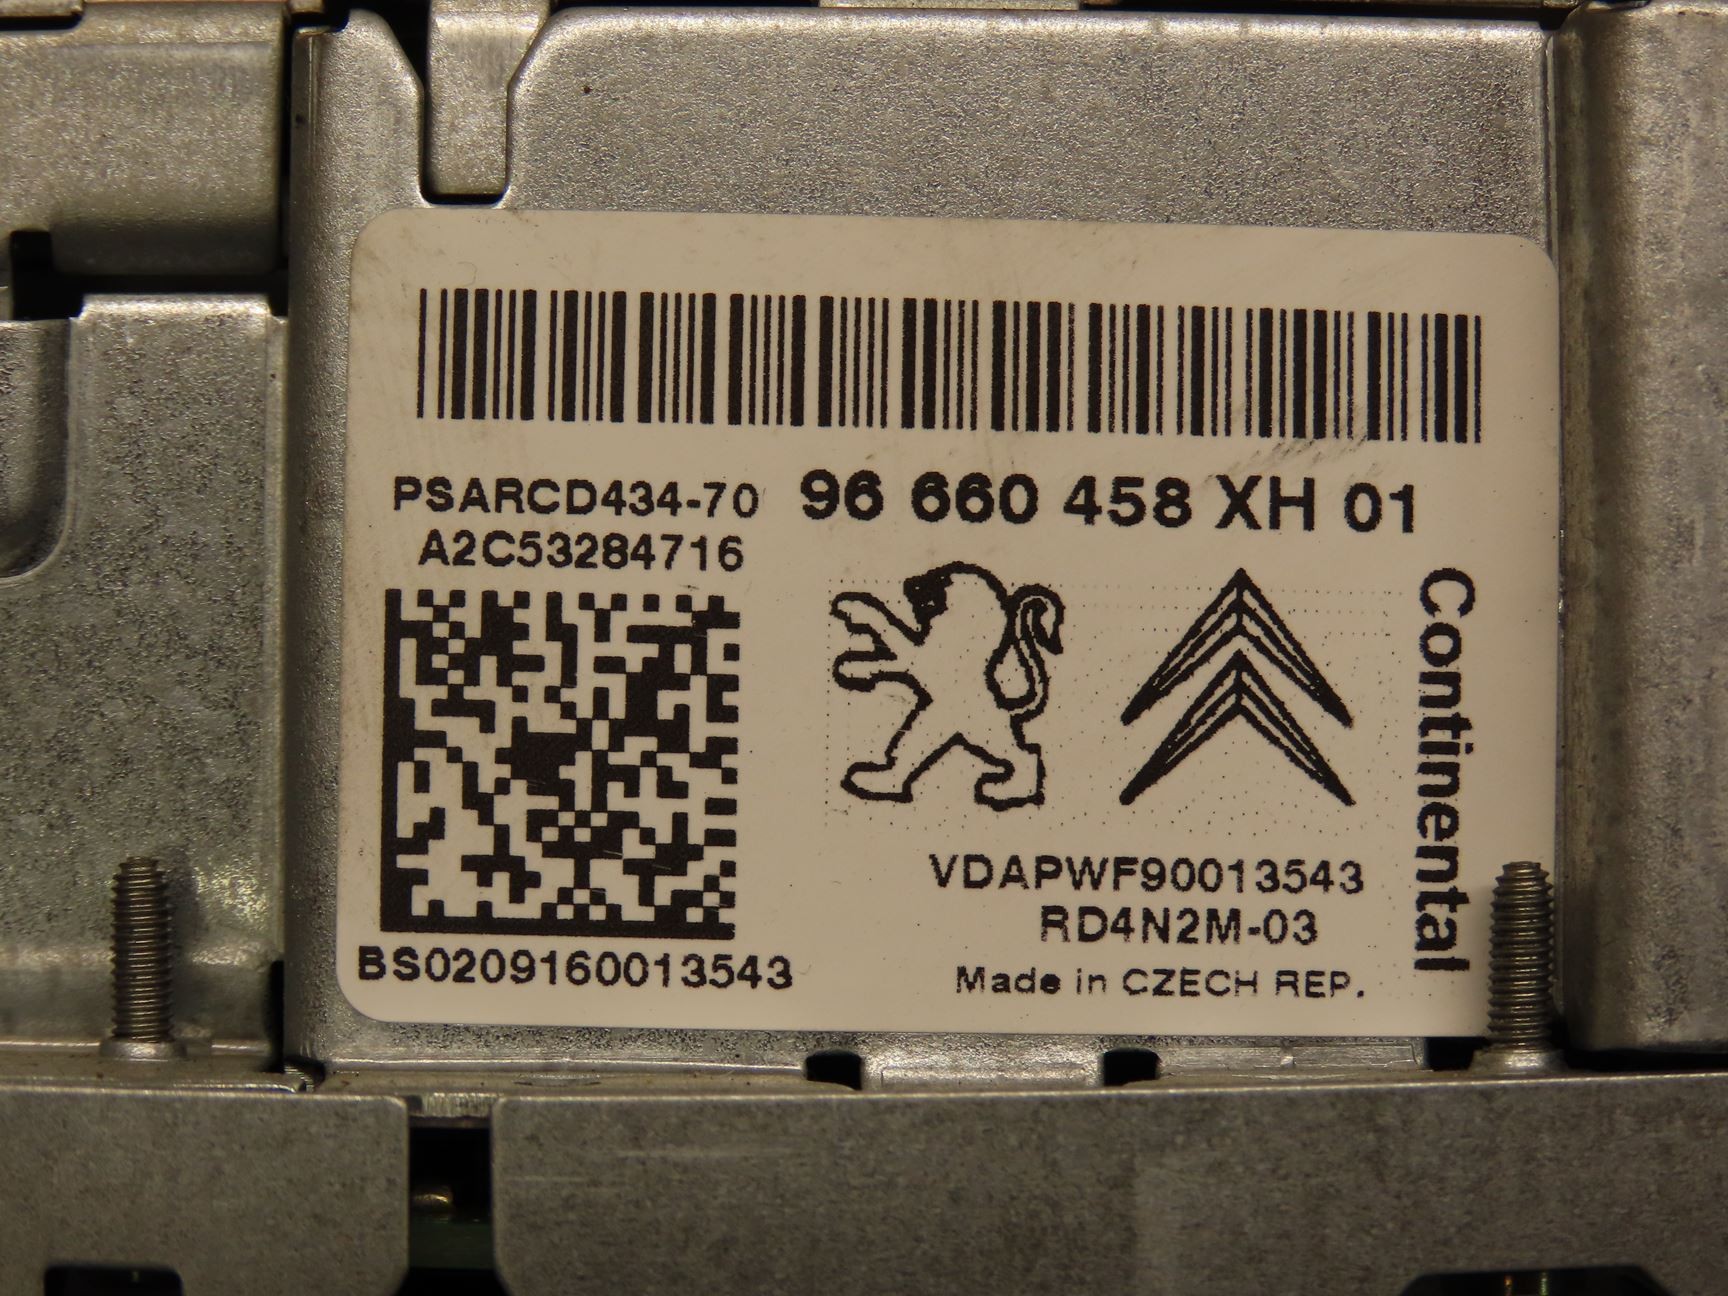 PSARCD434-70 96 660 458 XH 01
A2C53284716
Continental
VDAPWF90013543
RD4N2M-03
BS0209160013543
Made in CZECH REP.